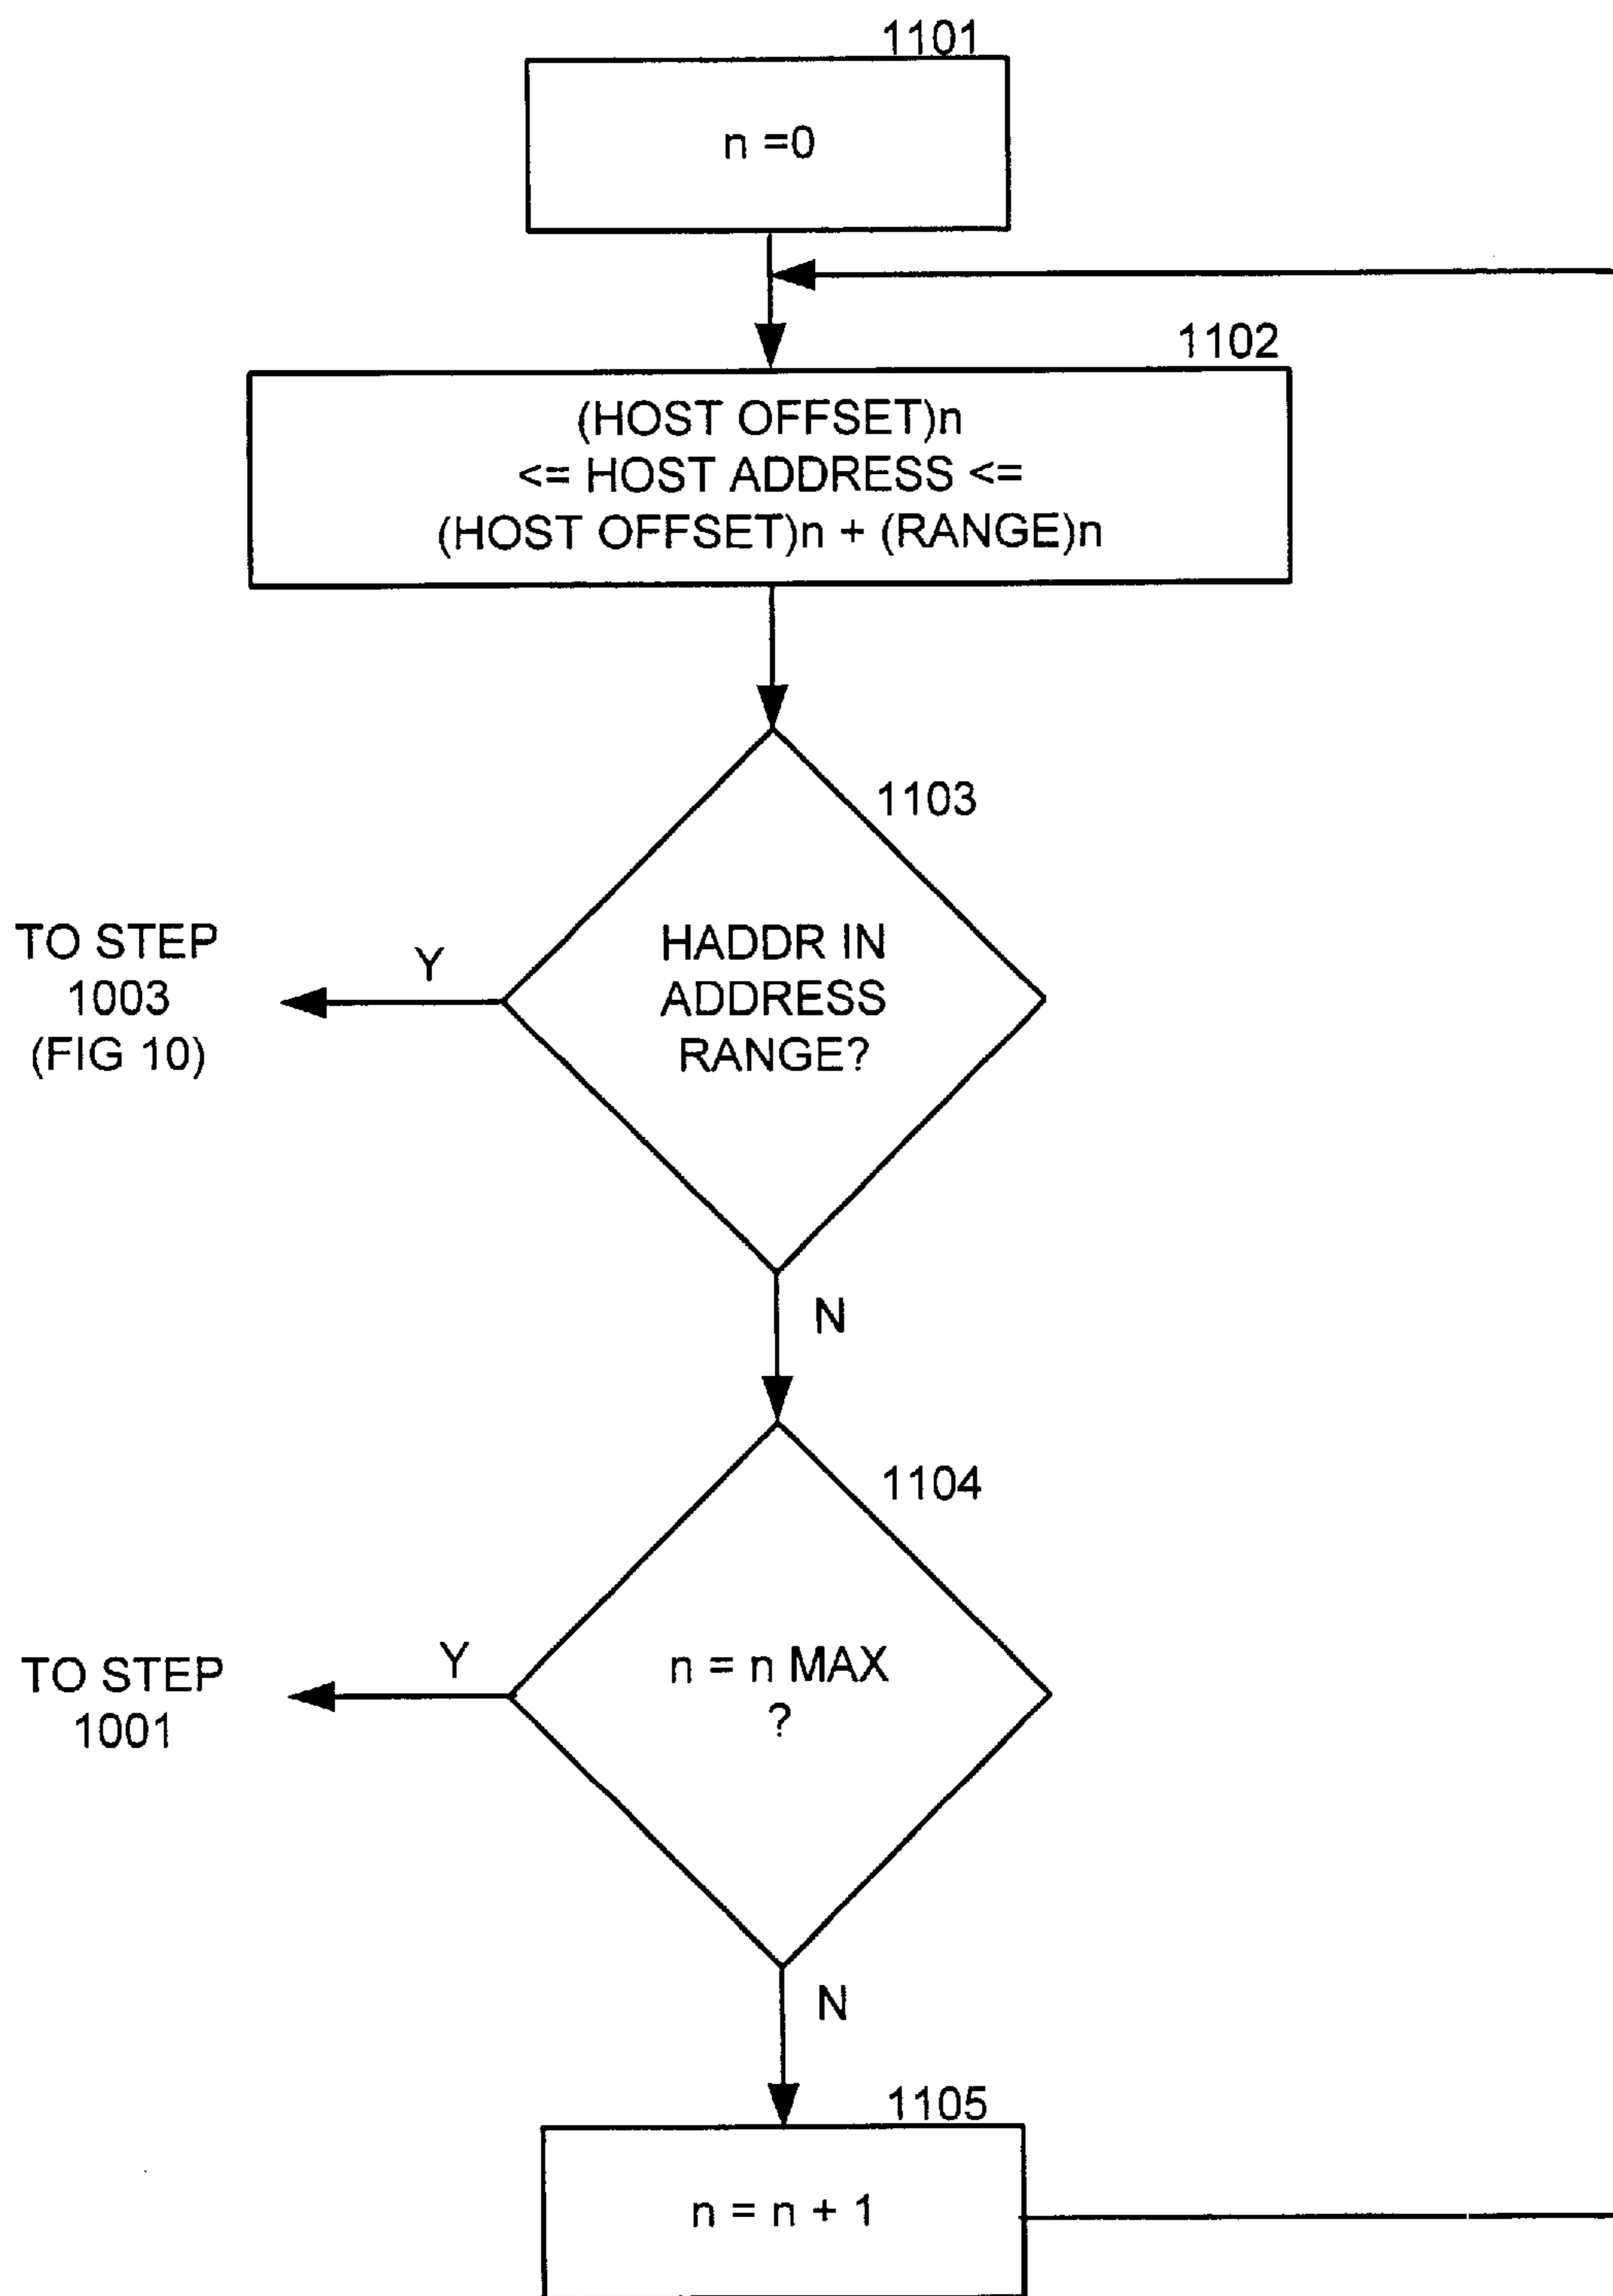 1101
n =0
1102
(HOST OFFSET)n
<= HOST ADDRESS <=
(HOST OFFSET)n + (RANGE)n
1103
HADDR IN
ADDRESS
RANGE?
TO STEP
1003
(FIG 10)
Y
N
1104
n = n MAX
?
TO STEP
1001
Y
N
1105
n = n + 1